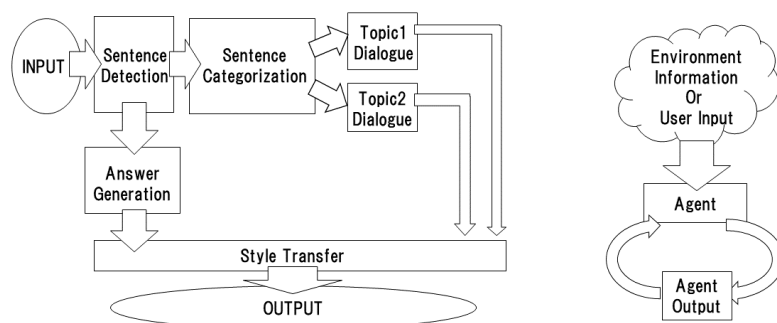 INPUT
Sentence
Detection
Sentence
Categorization
Topic1
Dialogue
Topic2
Dialogue
Answer
Generation
Style Transfer
OUTPUT
Environment
Information
Or
User Input
Agent
Agent
Output